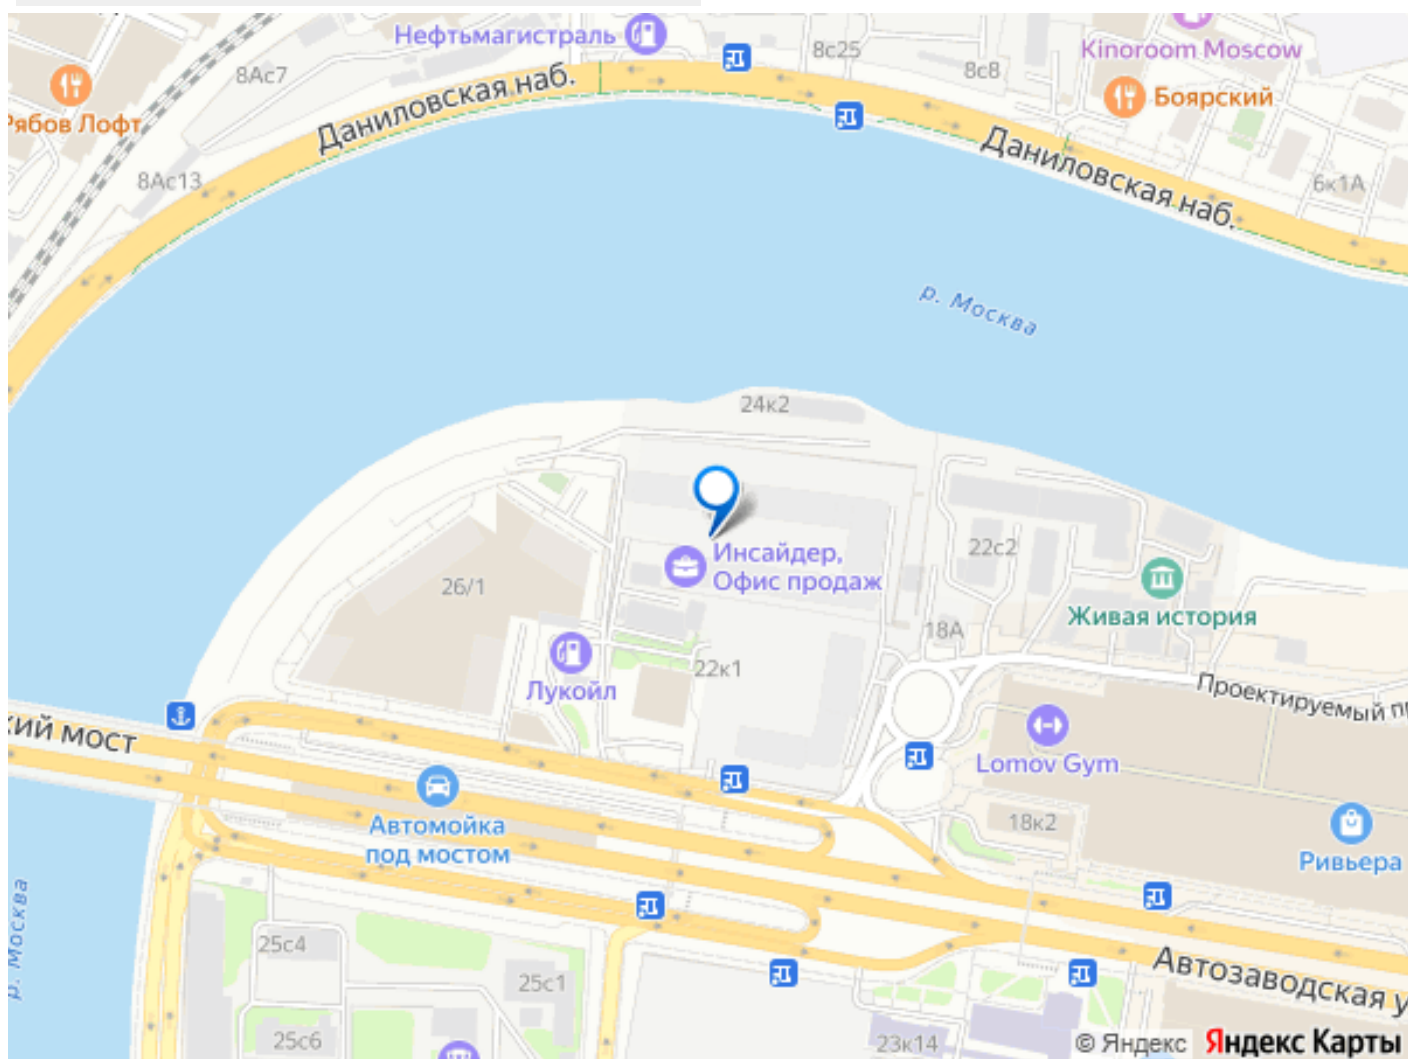 Нефтьмагистраль
8с25
Kinoroom Moscow
8Ас7
8с8
Даниловская наб.
Боярский
Рябов Лофт
Даниловская наб.
8Ас13
6к1А
р. Москва
24к2
Инсайдер,
Офис продаж
22с2
26/1
Живая история
18А
22к1
Лукойл
Проектируемый пр
кий мост
Lomov Gym
Автомойка
под мостом
18к2
Ривьера
р. Москва
25с4
25с1
Автозаводская у
25с6
23к14
© Яндекс Яндекс Карты